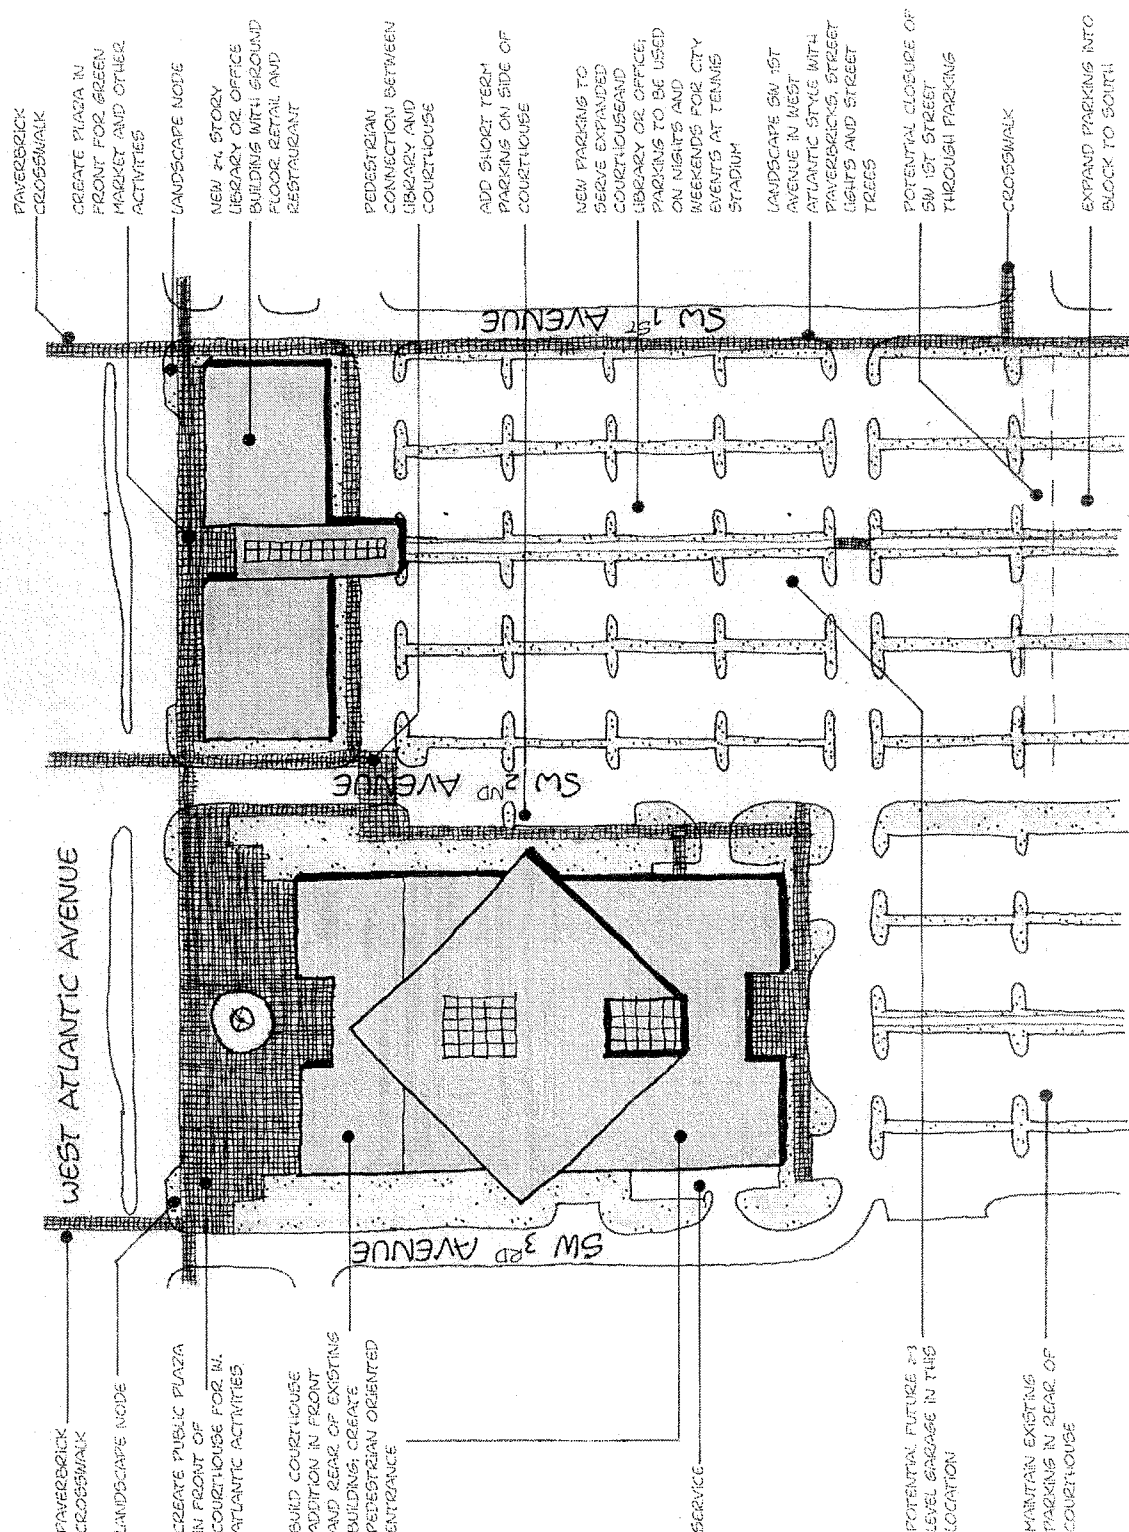 PAVERBRICK
CROSSWALK
CREATE PLAZA IN
FRONT FOR GREEN
MARKET AND OTHER
ACTIVITIES
LANDSCAPE NODE
NEW 2-4 STORY
LIBRARY OR OFFICE
BUILDING WITH GROUND
FLOOR RETAIL AND
RESTAURANT
PEDESTRIAN
CONNECTION BETWEEN
LIBRARY AND
COURTHOUSE
ADD SHORT TERM
PARKING ON SIDE OF
COURTHOUSE
NEW PARKING TO
SERVE EXPANDED
COURTHOUSEAND
LIBRARY OR OFFICE;
PARKING TO BE USED
ON NIGHTS AND
WEEKENDS FOR CITY
EVENTS AT TENNIS
STADIUM
LANDSCAPE SW 1ST
AVENUE IN WEST
ATLANTIC STYLE WITH
PAVERBRICKS, STREET
LIGHTS AND STREET
TREES
POTENTIAL CLOSURE OF
SW 1ST STREET
THROUGH PARKING
CROSSWALK
EXPAND PARKING INTO
BLOCK TO SOUTH
SW 1ST AVENUE
SW 2ND AVENUE
WEST ATLANTIC AVENUE
SW 3RD AVENUE
PAVERBRICK
CROSSWALK
LANDSCAPE NODE
CREATE PUBLIC PLAZA
IN FRONT OF
COURTHOUSE FOR W.
ATLANTIC ACTIVITIES
BUILD COURTHOUSE
ADDITION IN FRONT
AND REAR OF EXISTING
BUILDING; CREATE
PEDESTRIAN ORIENTED
ENTRANCE
SERVICE
POTENTIAL FUTURE 2-3
LEVEL GARAGE IN THIS
LOCATION
MAINTAIN EXISTING
PARKING IN REAR OF
COURTHOUSE